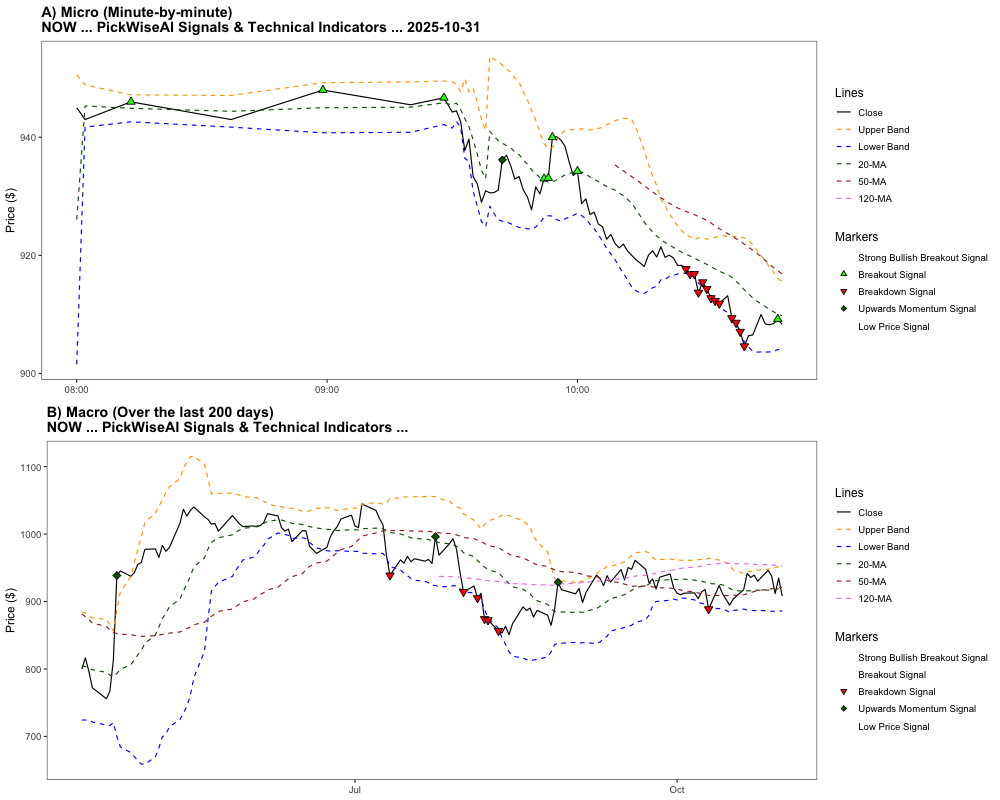 A) Micro (Minute-by-minute)
NOW ... PickWiseAI Signals & Technical Indicators ... 2025-10-31
Price ($)
940
920
900
08:00
09:00
10:00
Lines
Close
Upper Band
Lower Band
20-MA
50-MA
120-MA
Markers
Strong Bullish Breakout Signal
Breakout Signal
Breakdown Signal
Upwards Momentum Signal
Low Price Signal
B) Macro (Over the last 200 days)
NOW ... PickWiseAI Signals & Technical Indicators ...
Price ($)
1100
1000
900
800
700
Jul
Oct
Lines
Close
Upper Band
Lower Band
20-MA
50-MA
120-MA
Markers
Strong Bullish Breakout Signal
Breakout Signal
Breakdown Signal
Upwards Momentum Signal
Low Price Signal